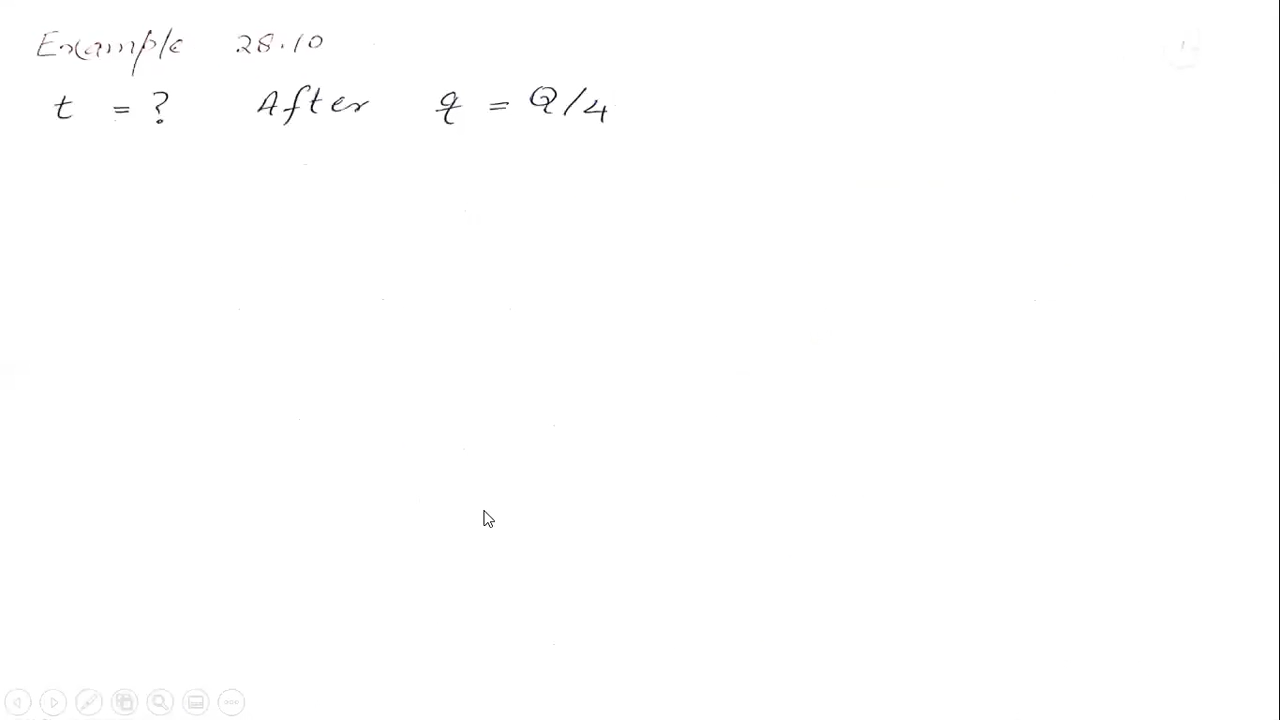 Example 28.10
t = ? After q = Q/4